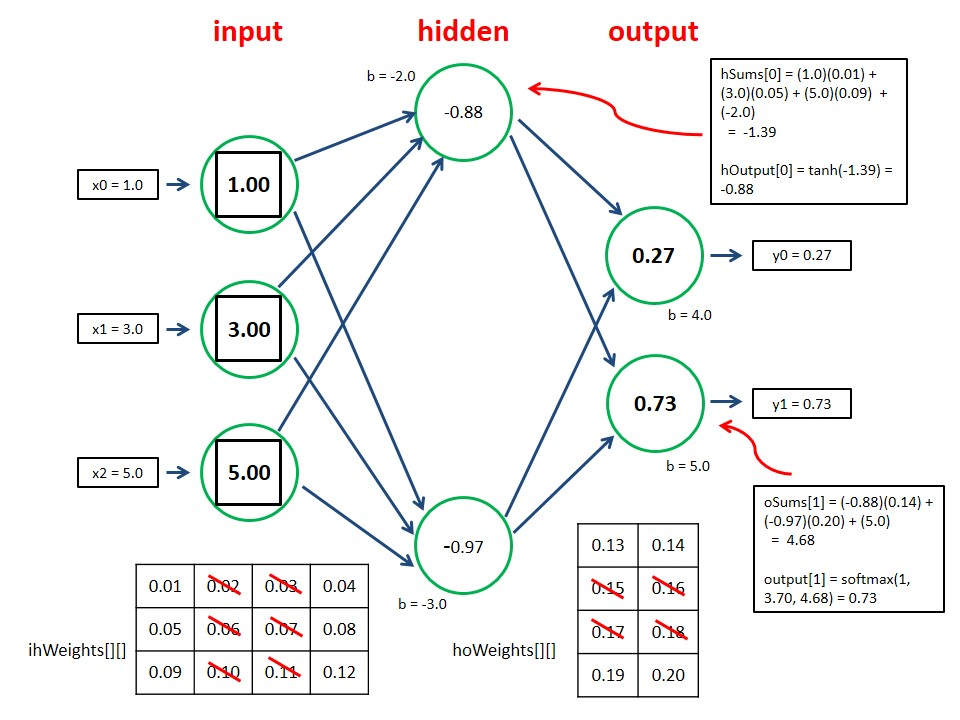 input
hidden
output
b = -2.0
-0.88
hSums[0] = (1.0)(0.01) +
(3.0)(0.05) + (5.0)(0.09) +
(-2.0)
= -1.39
hOutput[0] = tanh(-1.39) =
-0.88
x0 = 1.0
1.00
0.27
y0 = 0.27
b = 4.0
x1 = 3.0
3.00
0.73
y1 = 0.73
b = 5.0
x2 = 5.0
5.00
oSums[1] = (-0.88)(0.14) +
(-0.97)(0.20) + (5.0)
= 4.68
output[1] = softmax(1,
3.70, 4.68) = 0.73
-0.97
b = -3.0
ihWeights[][]
0.01 0.02 0.03 0.04
0.05 0.06 0.07 0.08
0.09 0.10 0.11 0.12
hoWeights[][]
0.13 0.14
0.15 0.16
0.17 0.18
0.19 0.20